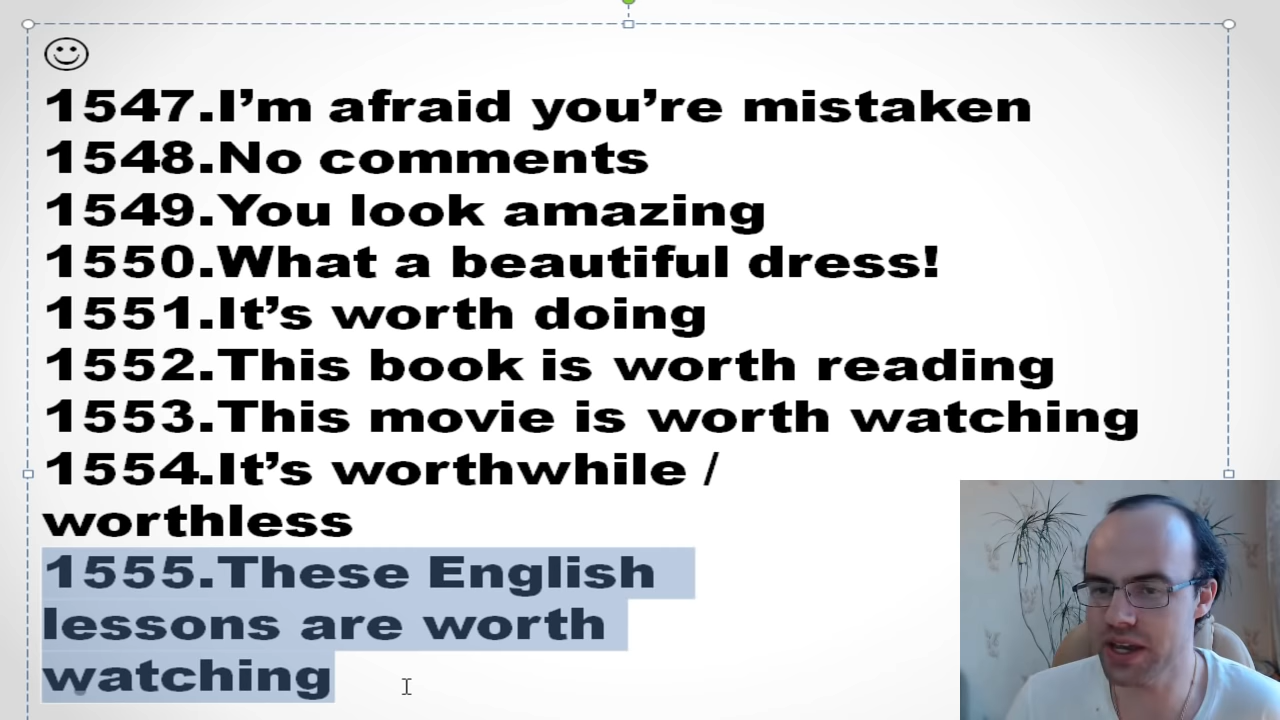 1547.I’m afraid you’re mistaken
1548.No comments
1549.You look amazing
1550.What a beautiful dress!
1551.It’s worth doing
1552.This book is worth reading
1553.This movie is worth watching
1554.It’s worthwhile /
worthless
1555.These English
lessons are worth
watching